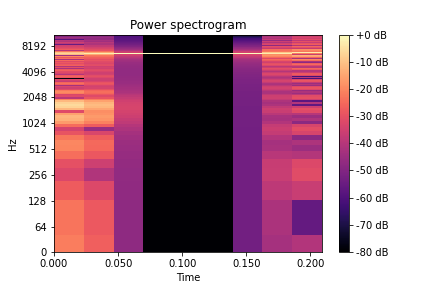 Power spectrogram
Hz
8192
4096
2048
1024
512
256
128
64
0
0.000 0.050 0.100 0.150 0.200
Time
+0 dB
-10 dB
-20 dB
-30 dB
-40 dB
-50 dB
-60 dB
-70 dB
-80 dB